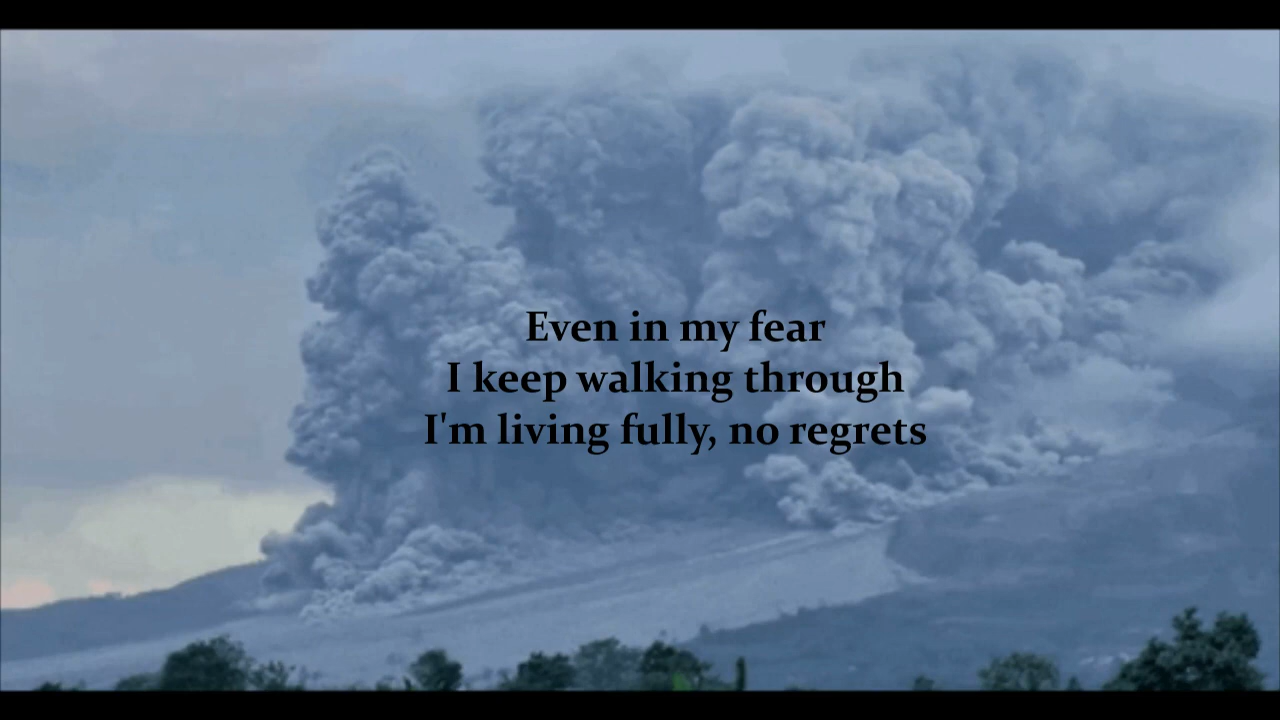 Even in my fear
I keep walking through
I'm living fully, no regrets